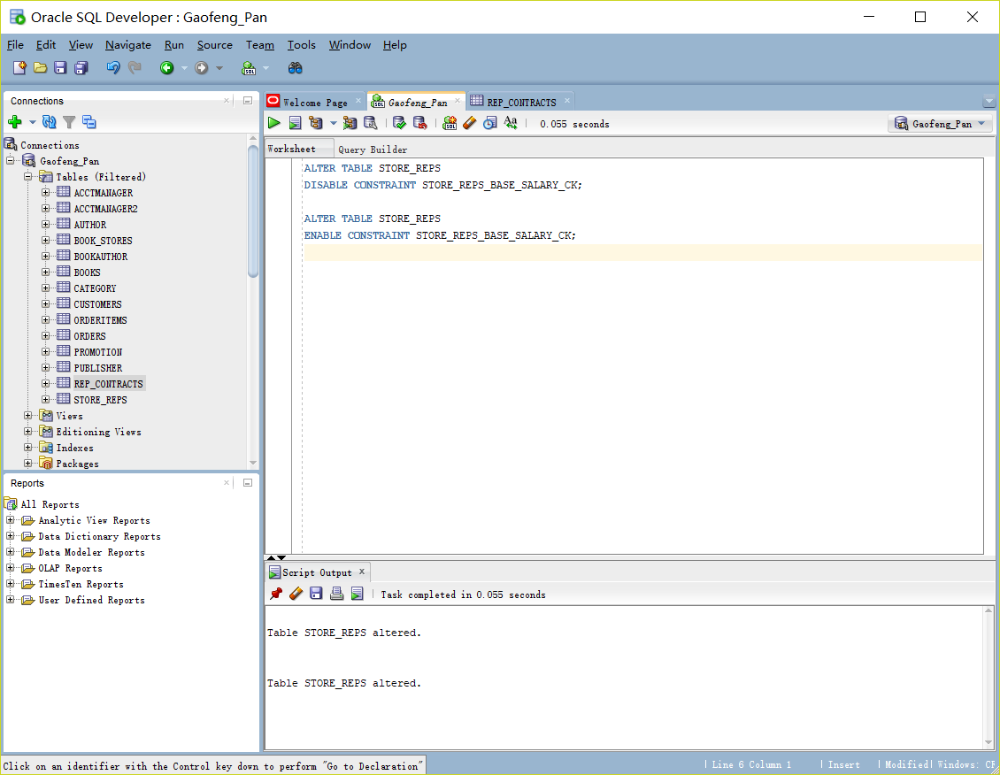 Oracle SQL Developer : Gaofeng_Pan
File Edit View Navigate Run Source Team Tools Window Help
Connections
Connections
Gaofeng_Pan
Tables (Filtered)
ACCTMANAGER
ACCTMANAGER2
AUTHOR
BOOK_STORES
BOOKAUTHOR
BOOKS
CATEGORY
CUSTOMERS
ORDERITEMS
ORDERS
PROMOTION
PUBLISHER
REP_CONTRACTS
STORE_REPS
Views
Editioning Views
Indexes
Packages
Reports
All Reports
Analytic View Reports
Data Dictionary Reports
Data Modeler Reports
OLAP Reports
TimesTen Reports
User Defined Reports
Welcome Page Gaofeng_Pan REP_CONTRACTS
0.055 seconds Gaofeng_Pan
Worksheet Query Builder
ALTER TABLE STORE_REPS
DISABLE CONSTRAINT STORE_REPS_BASE_SALARY_CK;
ALTER TABLE STORE_REPS
ENABLE CONSTRAINT STORE_REPS_BASE_SALARY_CK;
Script Output x
Task completed in 0.055 seconds
Table STORE_REPS altered.
Table STORE_REPS altered.
Click on an identifier with the Control key down to perform "Go to Declaration" | Line 6 Column 1 | Insert | Modified| Windows: